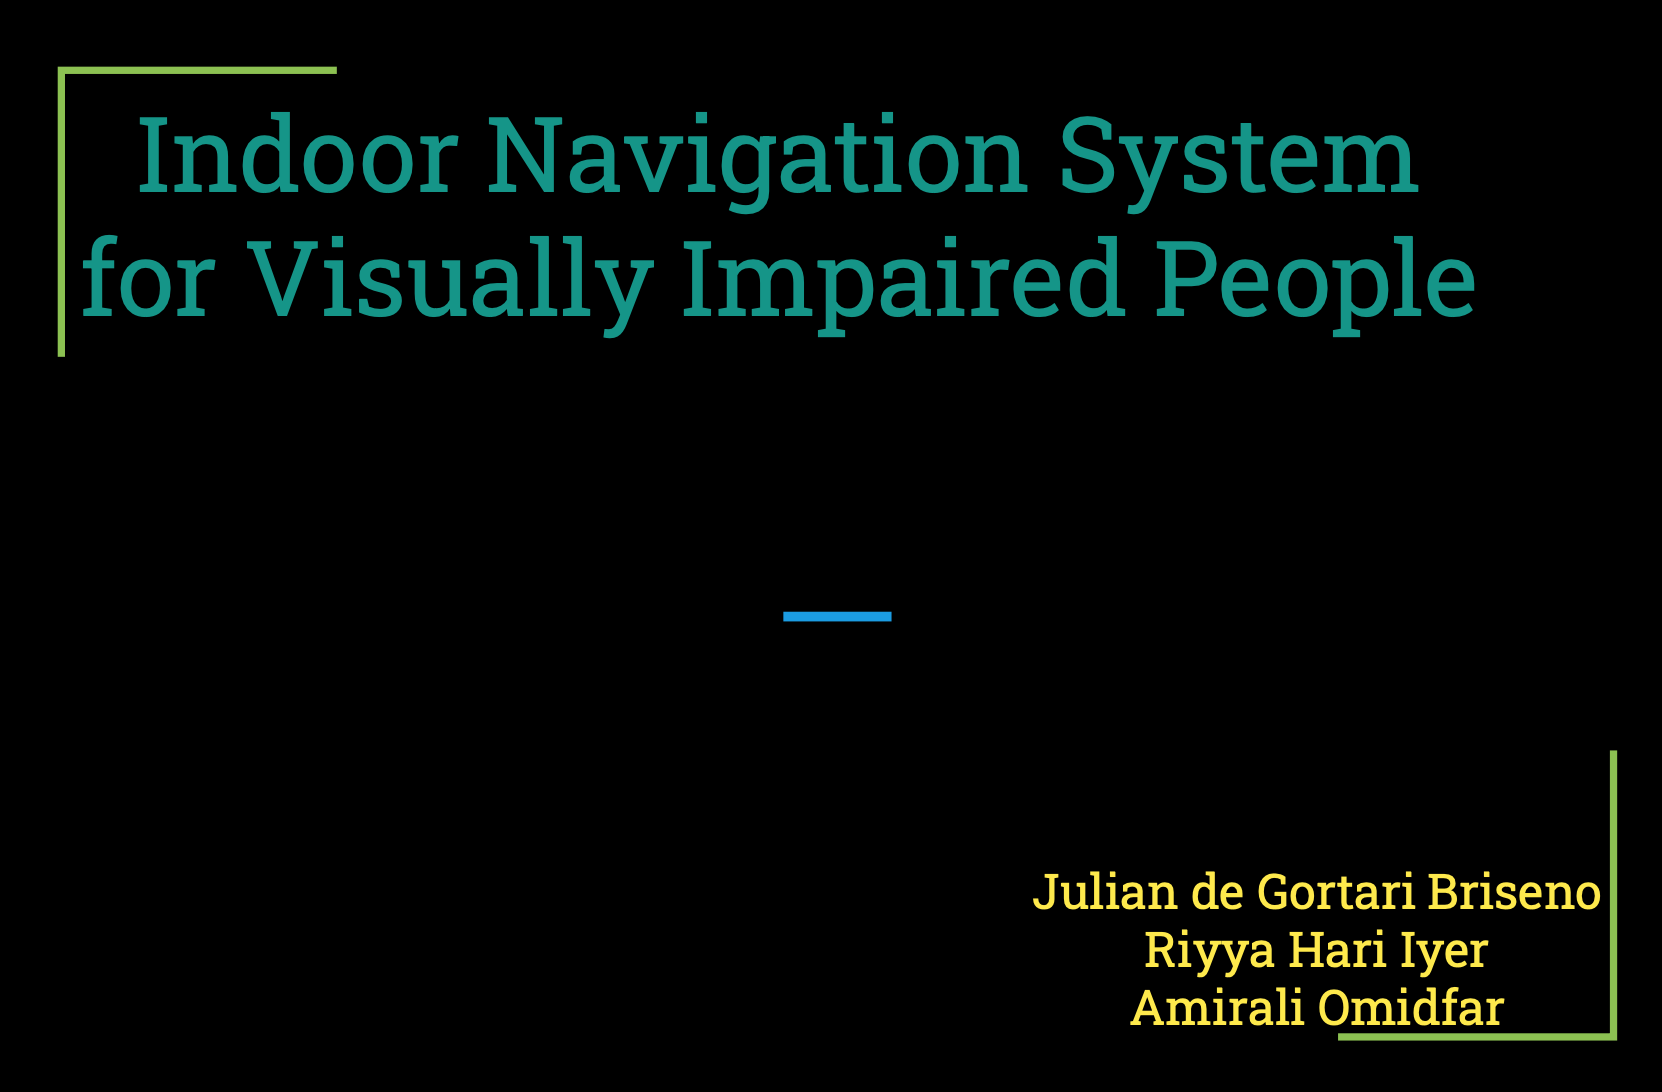 Indoor Navigation System
for Visually Impaired People
Julian de Gortari Briseno
Riyya Hari Iyer
Amirali Omidfar